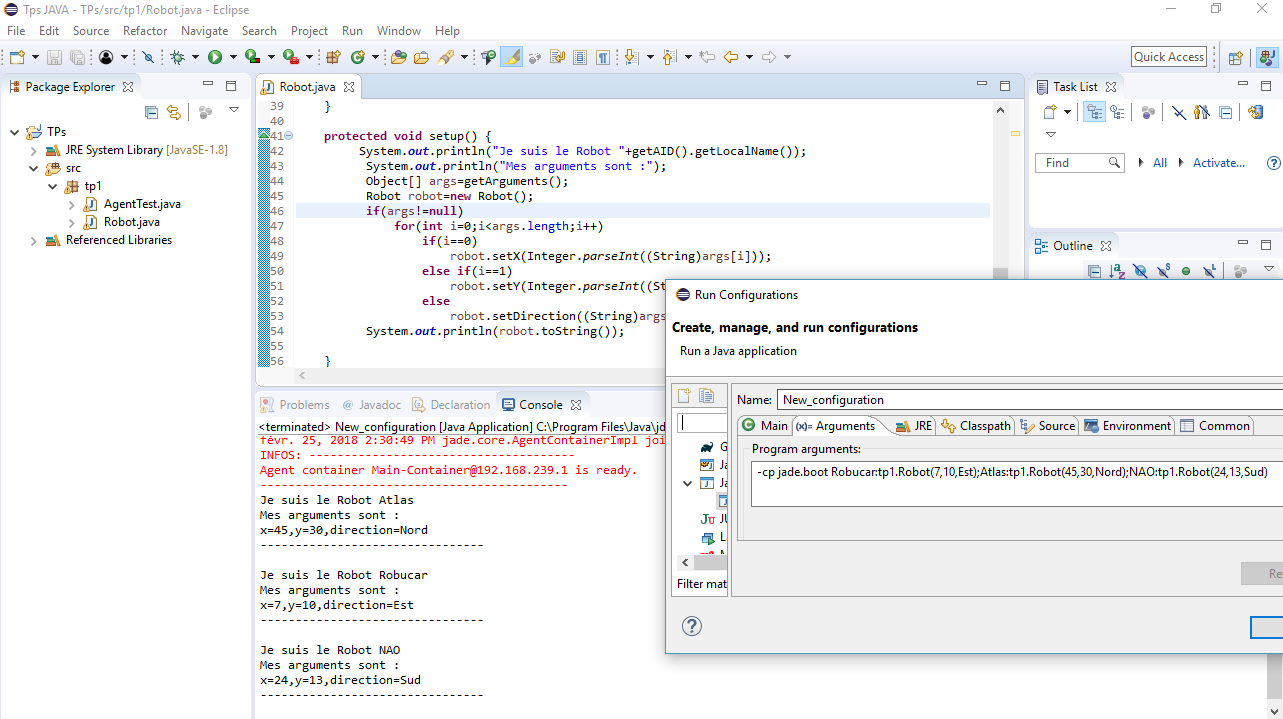 Tps JAVA - TPs/src/tp1/Robot.java - Eclipse
File Edit Source Refactor Navigate Search Project Run Window Help
Quick Access
Package Explorer
TPs
JRE System Library [JavaSE-1.8]
src
tp1
AgentTest.java
Robot.java
Referenced Libraries
Robot.java
39 }
40
41 protected void setup() {
42 System.out.println("Je suis le Robot "+getAID().getLocalName());
43 System.out.println("Mes arguments sont :");
44 Object[] args=getArguments();
45 Robot robot=new Robot();
46 if(args!=null)
47 for(int i=0;i<args.length;i++)
48 if(i==0)
49 robot.setX(Integer.parseInt((String)args[i]));
50 else if(i==1)
51 robot.setY(Integer.parseInt((St
52 else
53 robot.setDirection((String)args
54 System.out.println(robot.toString());
55
56 }
Task List
Find All Activate...
Outline
Problems @ Javadoc Declaration Console
<terminated> New_configuration [Java Application] C:\Program Files\Java\jd
févr. 25, 2018 2:30:49 PM jade.core.AgentContainerImpl joi
INFOS: --------------------------------------
Agent container Main-Container@192.168.239.1 is ready.
--------------------------------------------
Je suis le Robot Atlas
Mes arguments sont :
x=45,y=30,direction=Nord
--------------------------------
Je suis le Robot Robucar
Mes arguments sont :
x=7,y=10,direction=Est
--------------------------------
Je suis le Robot NAO
Mes arguments sont :
x=24,y=13,direction=Sud
--------------------------------
Run Configurations
Create, manage, and run configurations
Run a Java application
G
Ja
Ja
JU
L
Filter mat
Name: New_configuration
Main (x)= Arguments JRE Classpath Source Environment Common
Program arguments:
-cp jade.boot Robucar:tp1.Robot(7,10,Est);Atlas:tp1.Robot(45,30,Nord);NAO:tp1.Robot(24,13,Sud)
Re